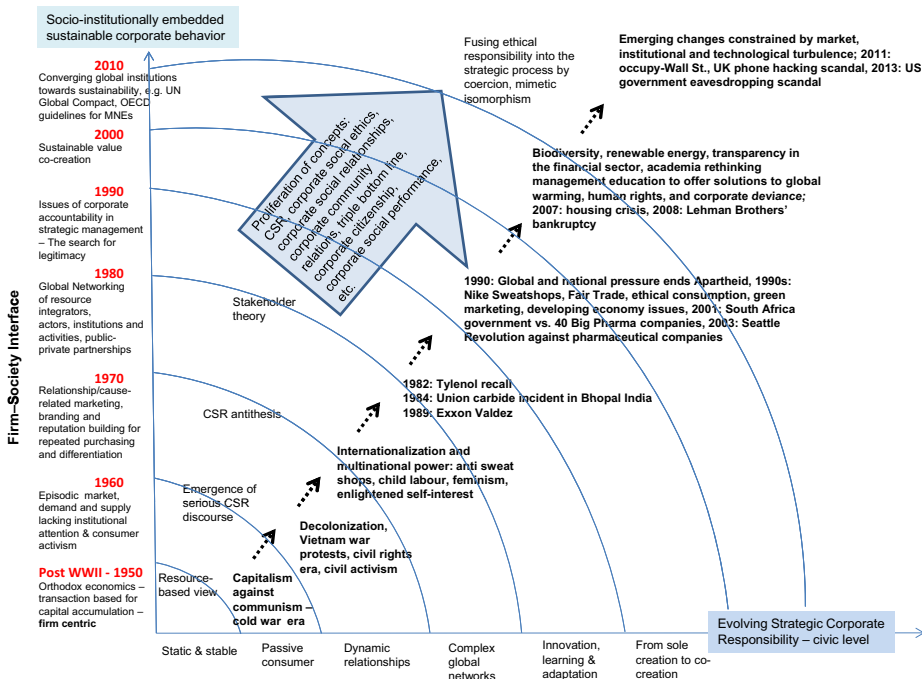 Socio-institutionally embedded
sustainable corporate behavior
Firm–Society Interface
2010
Converging global institutions
towards sustainability, e.g. UN
Global Compact, OECD
guidelines for MNEs
2000
Sustainable value
co-creation
1990
Issues of corporate
accountability in
strategic management
– The search for
legitimacy
1980
Global Networking
of resource
integrators,
actors, institutions and
activities, public-
private partnerships
1970
Relationship/cause-
related marketing,
branding and
reputation building for
repeated purchasing
and differentiation
1960
Episodic market,
demand and supply
lacking institutional
attention & consumer
activism
Post WWII - 1950
Orthodox economics –
transaction based for
capital accumulation –
firm centric
Proliferation of concepts:
CSR, corporate social ethics,
corporate social relationships,
corporate community
relations, triple bottom line,
corporate citizenship,
corporate social performance,
etc.
Fusing ethical
responsibility into the
strategic process by
coercion, mimetic
isomorphism
Stakeholder
theory
CSR antithesis
Emergence of
serious CSR
discourse
Resource-
based view
Emerging changes constrained by market,
institutional and technological turbulence; 2011:
occupy-Wall St., UK phone hacking scandal, 2013: US
government eavesdropping scandal
Biodiversity, renewable energy, transparency in
the financial sector, academia rethinking
management education to offer solutions to global
warming, human rights, and corporate deviance;
2007: housing crisis, 2008: Lehman Brothers’
bankruptcy
1990: Global and national pressure ends Apartheid, 1990s:
Nike Sweatshops, Fair Trade, ethical consumption, green
marketing, developing economy issues, 2001: South Africa
government vs. 40 Big Pharma companies, 2003: Seattle
Revolution against pharmaceutical companies
1982: Tylenol recall
1984: Union carbide incident in Bhopal India
1989: Exxon Valdez
Internationalization and
multinational power: anti sweat
shops, child labour, feminism,
enlightened self-interest
Decolonization,
Vietnam war
protests, civil rights
era, civil activism
Capitalism
against
communism –
cold war era
Evolving Strategic Corporate
Responsibility – civic level
Static & stable
Passive
consumer
Dynamic
relationships
Complex
global
networks
Innovation,
learning &
adaptation
From sole
creation to co-
creation